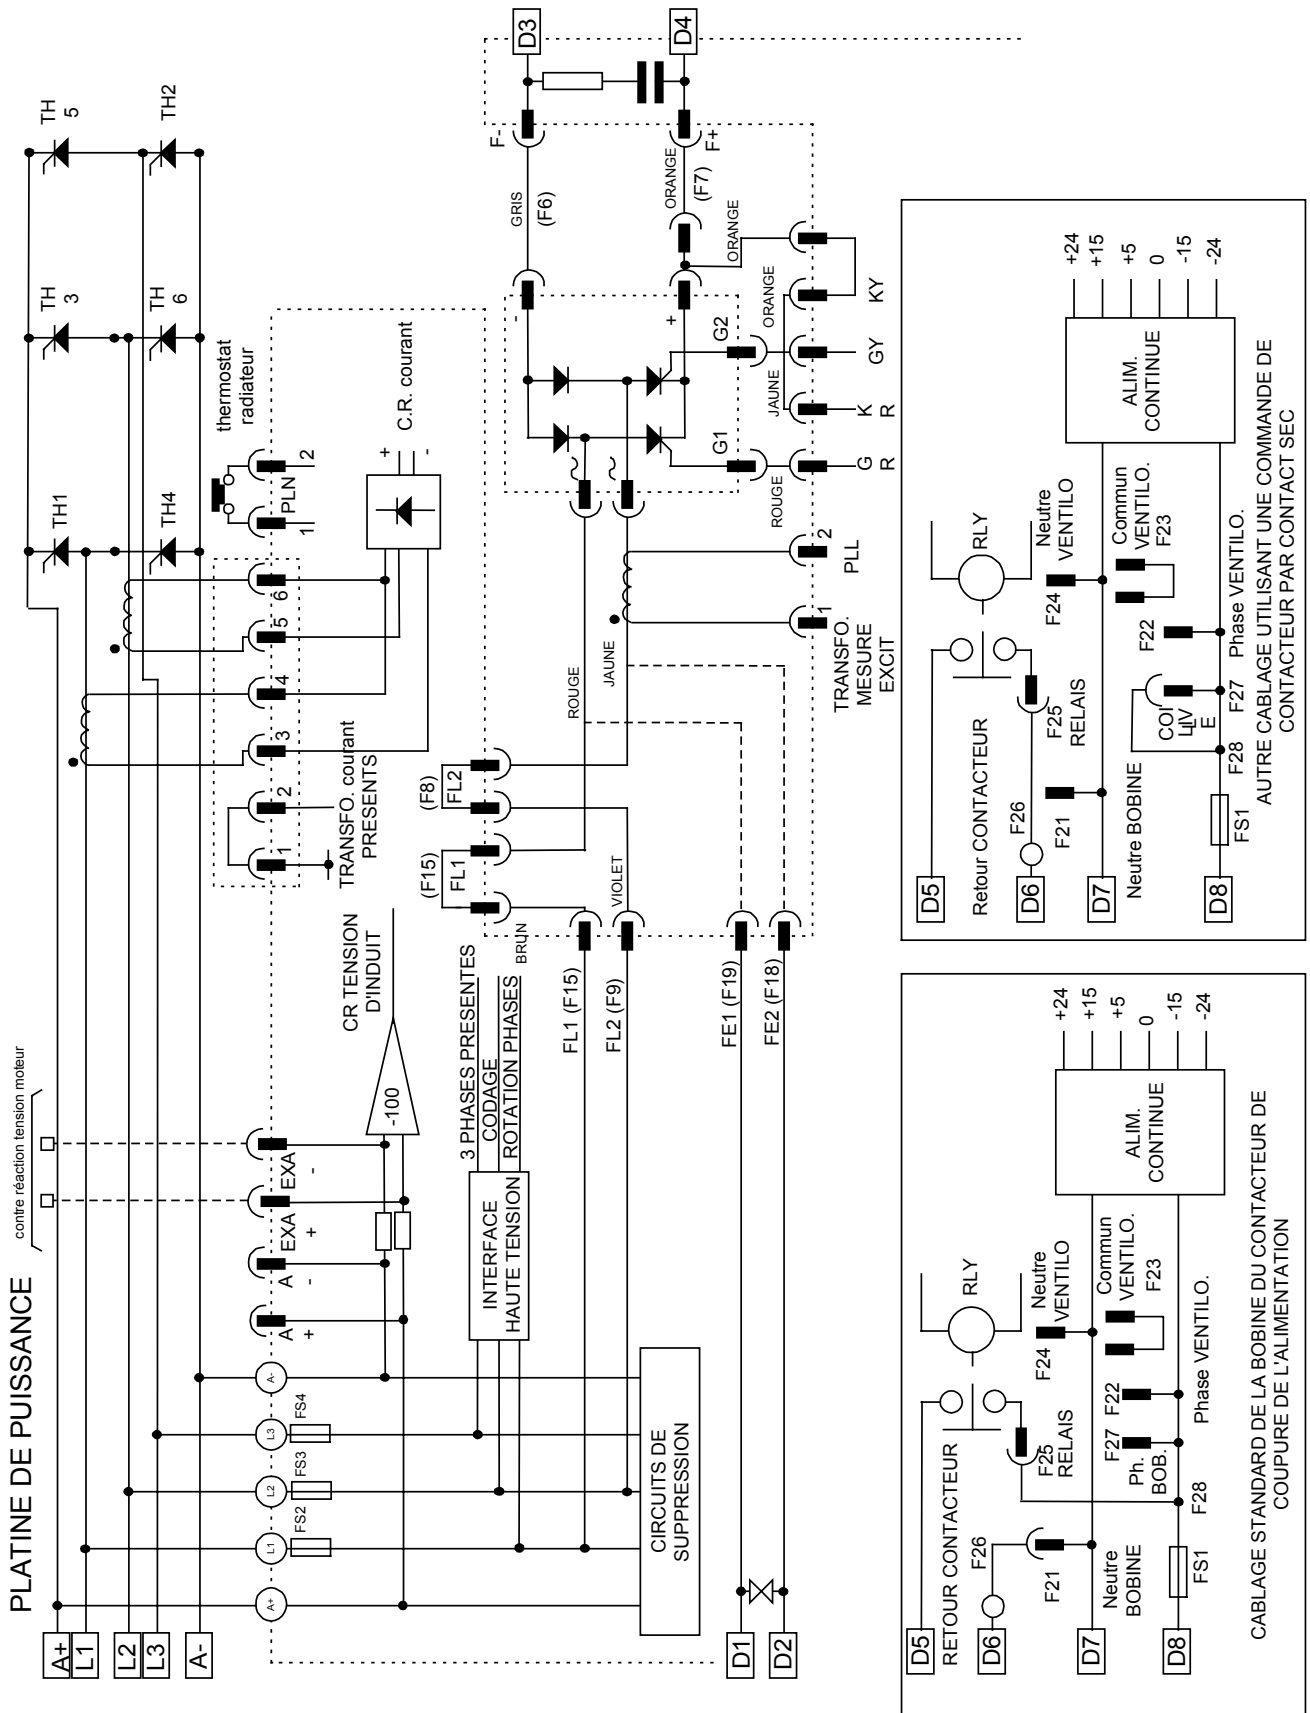 PLATINE DE PUISSANCE
contre réaction tension moteur
A+
L1
L2
L3
A-
A+
L1
L2
L3
A-
FS2
FS3
FS4
A
+
A
-
EXA
+
EXA
-
TH1
TH
3
TH
5
TH4
TH
6
TH2
thermostat
radiateur
1
PLN
2
1
2
3
4
5
6
TRANSFO. courant
PRESENTS
+
-
C.R. courant
CR TENSION
D'INDUIT
-100
INTERFACE
HAUTE TENSION
3 PHASES PRESENTES
CODAGE
ROTATION PHASES
CIRCUITS DE
SUPPRESSION
BRUN
VIOLET
(F15)
FL1
(F8)
FL2
FL1 (F15)
FL2 (F9)
FE1 (F19)
FE2 (F18)
D1
D2
ROUGE
JAUNE
1
2
PLL
TRANSFO.
MESURE
EXCIT
-
+
G1
G2
ROUGE
JAUNE
ORANGE
ORANGE
G
R
K
R
GY
KY
GRIS
(F6)
ORANGE
(F7)
F-
F+
D3
D4
D5
RETOUR CONTACTEUR
D6
D7
D8
F26
F21
Neutre
BOBINE
FS1
F28
F25
RELAIS
Ph.
BOB.
F27
F22
Phase VENTILO.
RLY
F24
Neutre
VENTILO
Commun
VENTILO.
F23
ALIM.
CONTINUE
+24
+15
+5
0
-15
-24
CABLAGE STANDARD DE LA BOBINE DU CONTACTEUR DE
COUPURE DE L'ALIMENTATION
D5
Retour CONTACTEUR
D6
D7
D8
F26
F21
Neutre BOBINE
FS1
F28
F25
RELAIS
COI
LIVL
E
F27
F22
Phase VENTILO.
RLY
F24
Neutre
VENTILO
Commun
VENTILO.
F23
ALIM.
CONTINUE
+24
+15
+5
0
-15
-24
AUTRE CABLAGE UTILISANT UNE COMMANDE DE
CONTACTEUR PAR CONTACT SEC